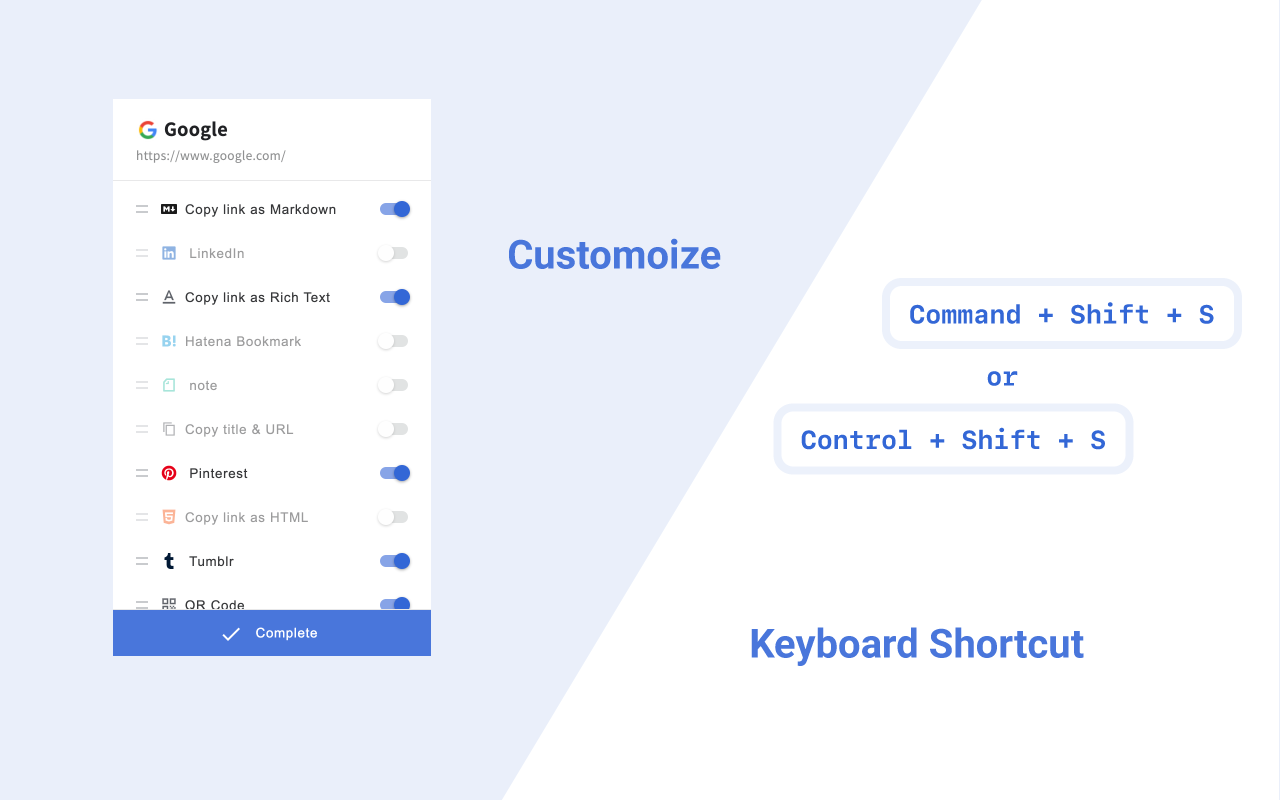 Google
https://www.google.com/
Copy link as Markdown
LinkedIn
Copy link as Rich Text
Hatena Bookmark
note
Copy title & URL
Pinterest
Copy link as HTML
Tumblr
QR Code
Complete
Customoize
Command + Shift + S
or
Control + Shift + S
Keyboard Shortcut